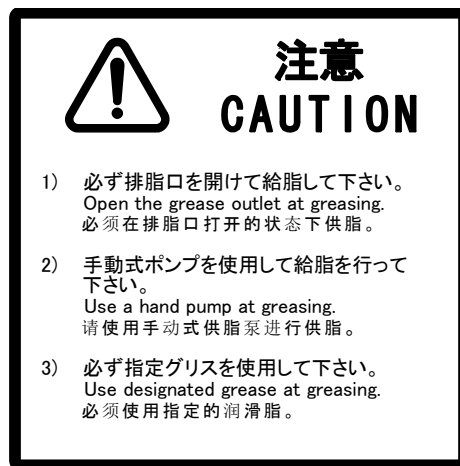 注意
CAUTION
1) 必ず排脂口を開けて給脂して下さい。
Open the grease outlet at greasing.
必须在排脂口打开的状态下供脂。
2) 手動式ポンプを使用して給脂を行って
下さい。
Use a hand pump at greasing.
请使用手动式供脂泵进行供脂。
3) 必ず指定グリスを使用して下さい。
Use designated grease at greasing.
必须使用指定的润滑脂。